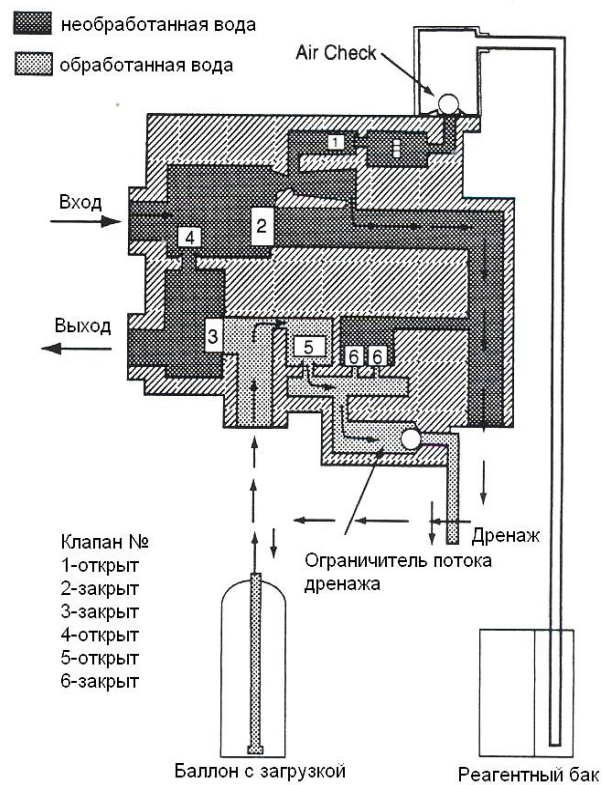 необработанная вода
обработанная вода
Air Check
1
Вход
2
4
Выход
3
5
6 6
Дренаж
Ограничитель потока
дренажа
Клапан №
1-открыт
2-закрыт
3-закрыт
4-открыт
5-открыт
6-закрыт
Баллон с загрузкой
Реагентный бак